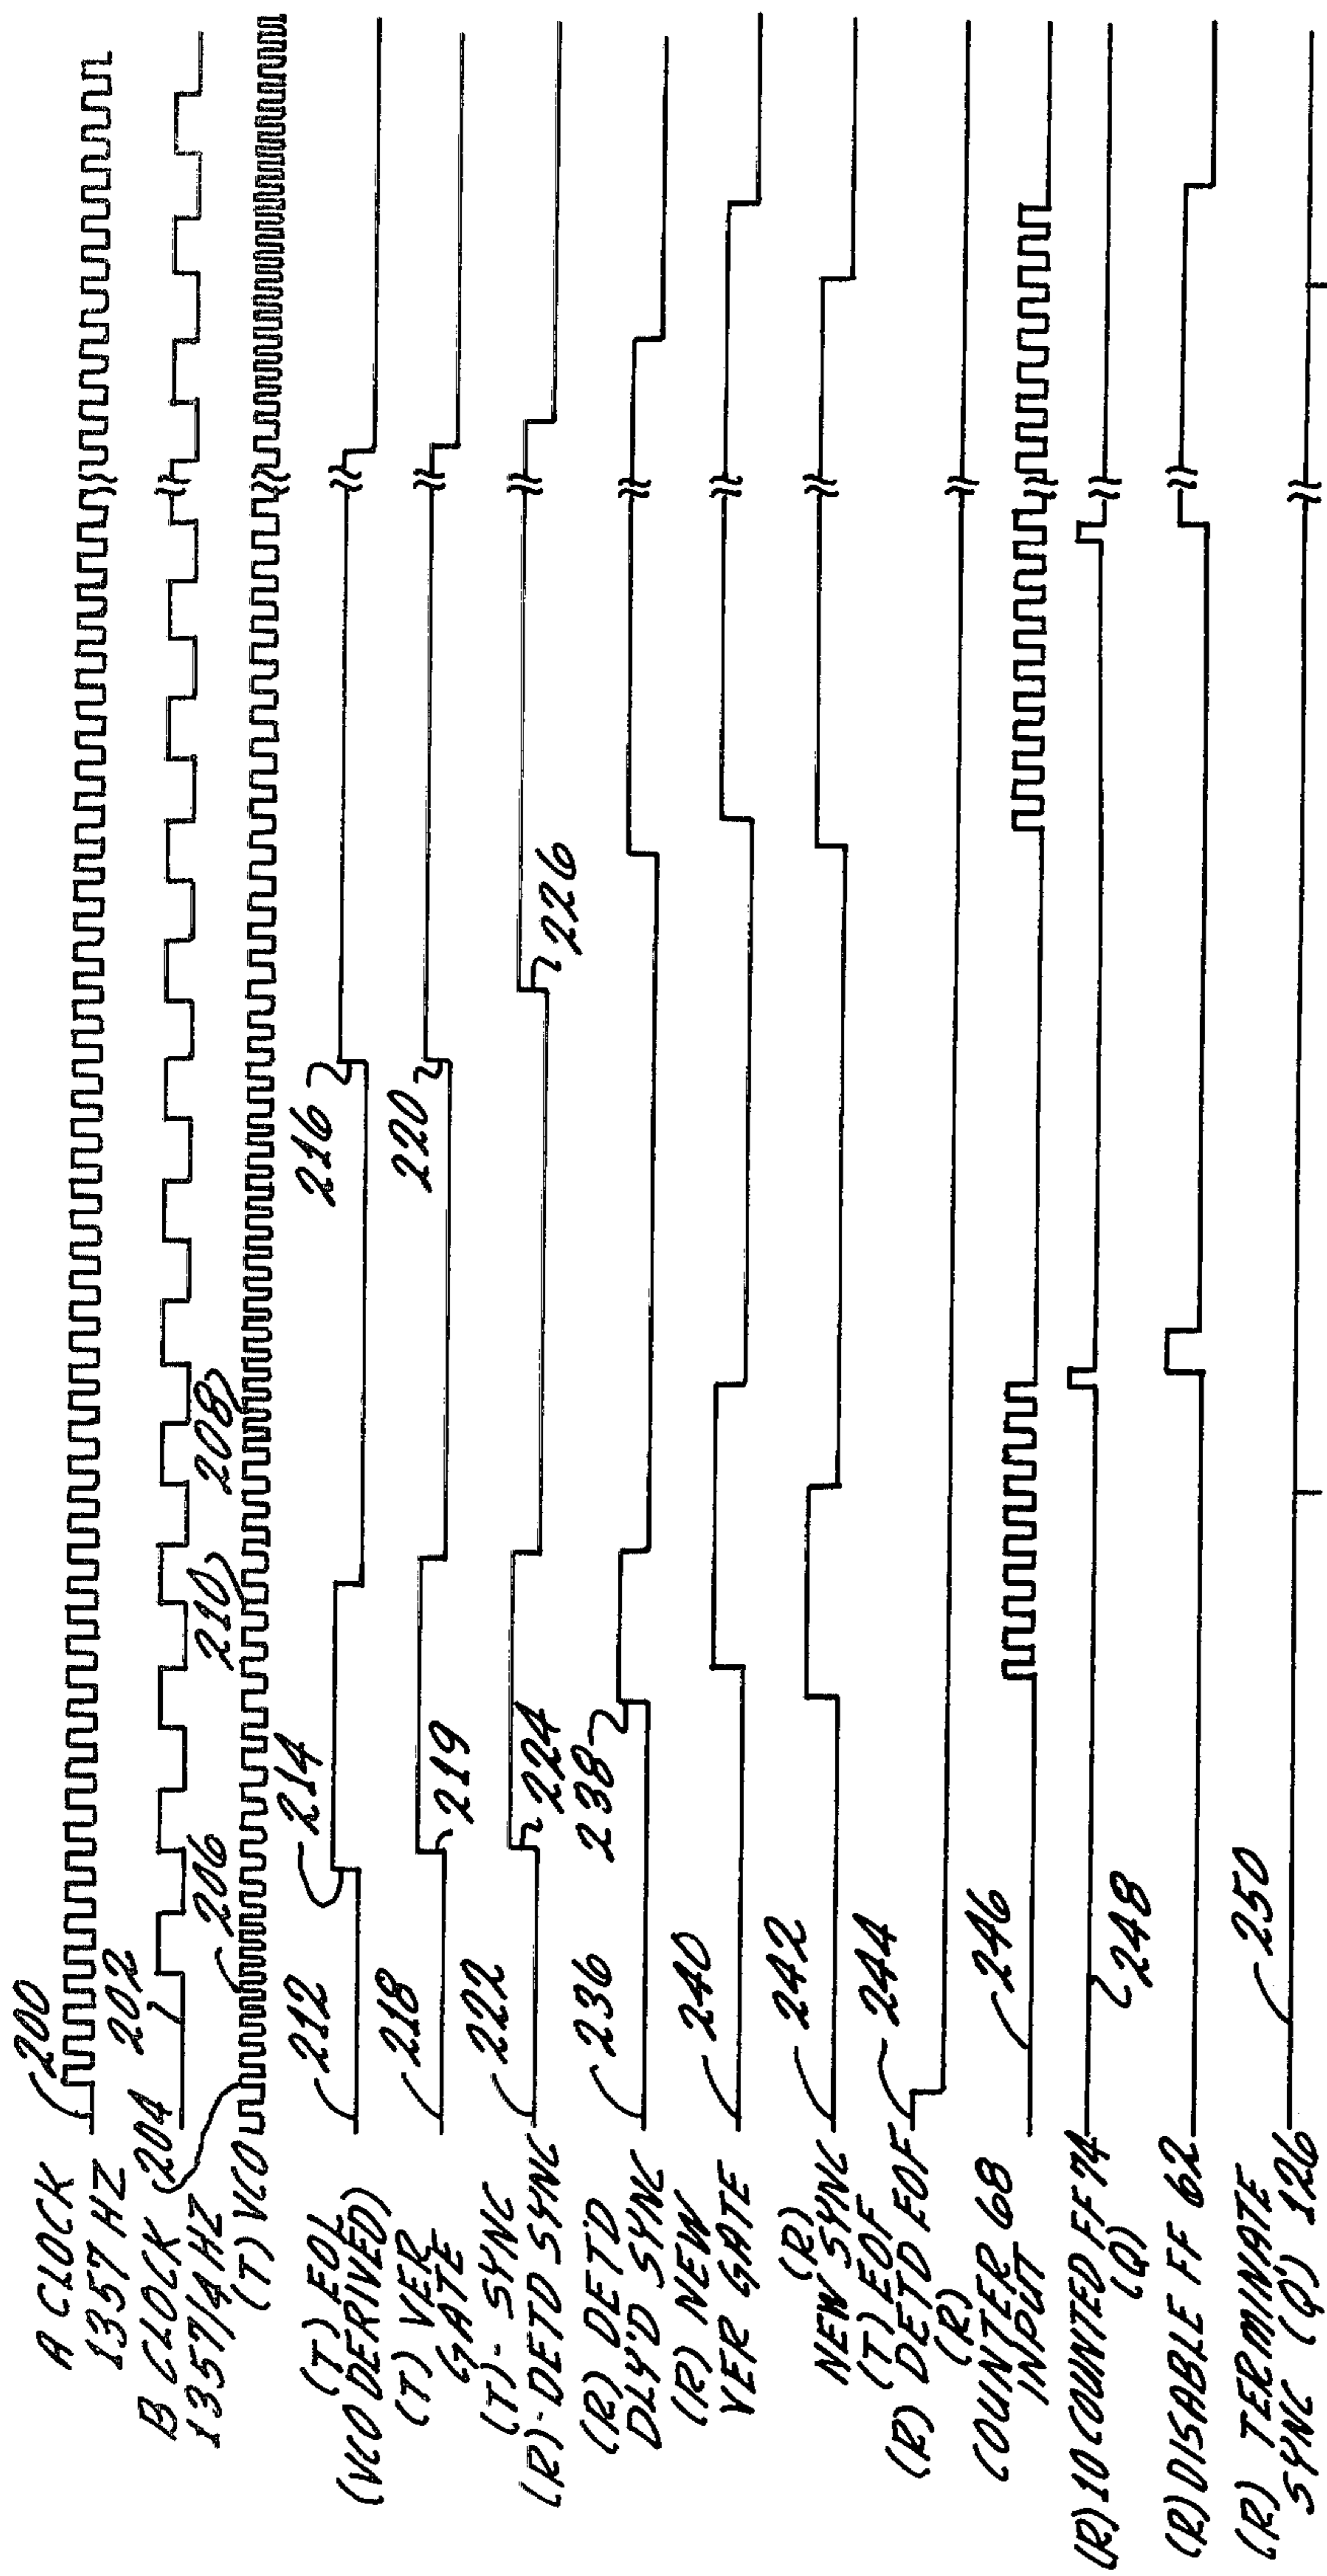 A CLOCK
1357 HZ
B CLOCK
1357/4 HZ
(T) VCO
(T) EOL
(VCO DERIVED)
(T) VER
GATE
(T)- SYNC
(R)- DETD SYNC
(R) DET'D
DLY'D SYNC
(R) NEW
VER GATE
(R)
NEW SYNC
(T) EOF
(R) DETD EOF
(R)
COUNTER 68
INPUT
(R) 10 COUNTED FF 74
(Q)
(R) DISABLE FF 62
(R) TERMINATE
SYNC (Q') 126
200
202
204
206
210
208
212
214
216
218
219
220
222
224
226
236
238
240
242
244
246
248
250